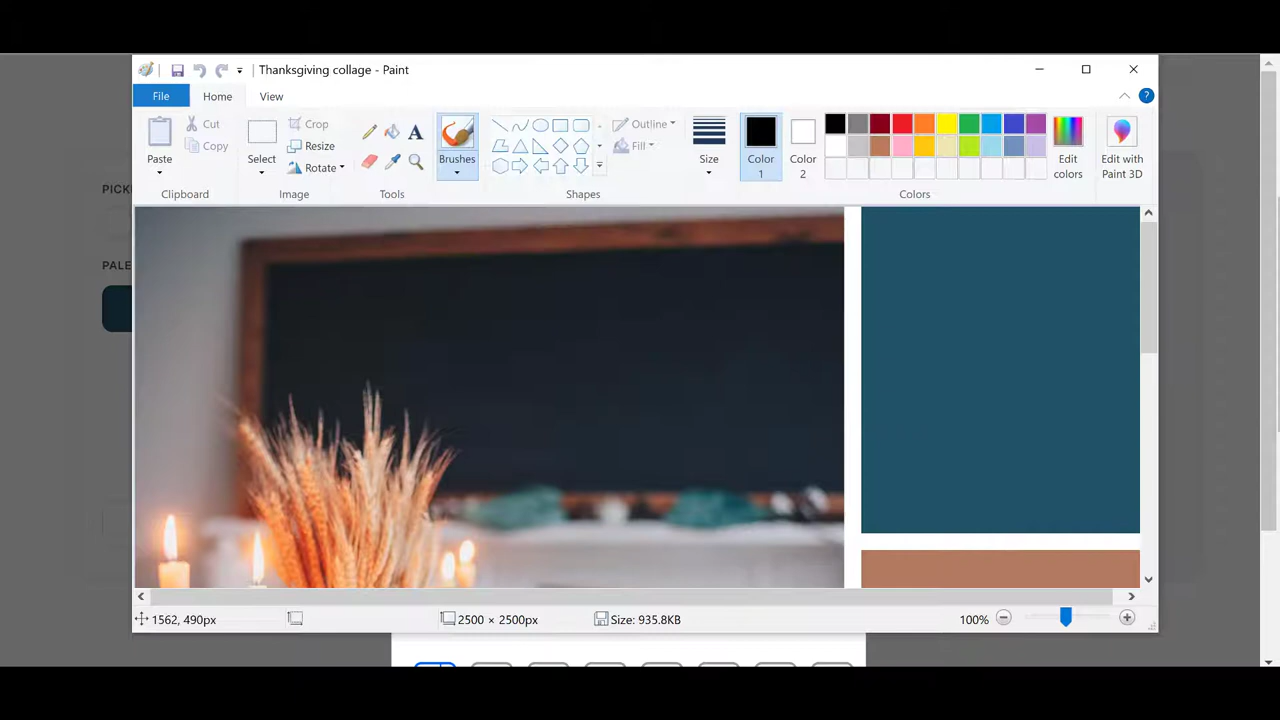 Thanksgiving collage - Paint
File Home View
Paste
Cut
Copy
Clipboard
Select
Crop
Resize
Rotate
Image
Tools
Brushes
Shapes
Outline
Fill
Size
Color 1
Color 2
Colors
Edit colors
Edit with Paint 3D
PICK
PALE
1562, 490px
2500 × 2500px
Size: 935.8KB
100%